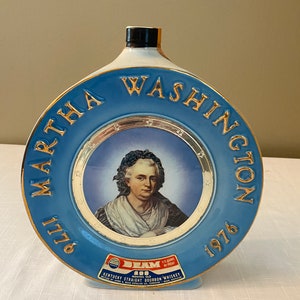 MARTHA WASHINGTON
1776 1976
BEAM
KENTUCKY STRAIGHT BOURBON WHISKEY